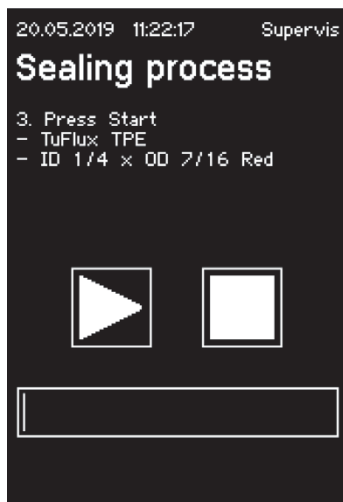 20.05.2019 11:22:17 Supervis
Sealing process
3. Press Start
- TuFlux TPE
- ID 1/4 x OD 7/16 Red